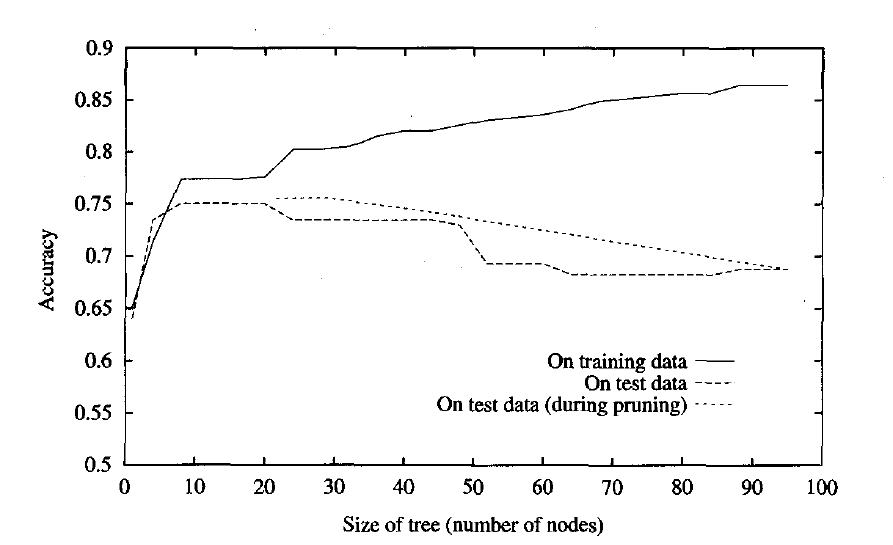 0.9
0.85
0.8
0.75
0.7
0.65
0.6
0.55
0.5
Accuracy
On training data
On test data
On test data (during pruning)
0 10 20 30 40 50 60 70 80 90 100
Size of tree (number of nodes)